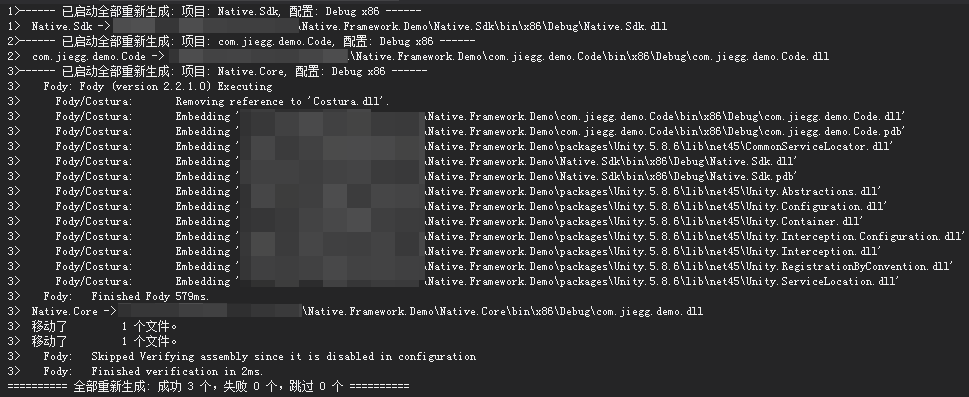 1>------ 已启动全部重新生成: 项目: Native.Sdk, 配置: Debug x86 ------
1>  Native.Sdk -> \Native.Framework.Demo\Native.Sdk\bin\x86\Debug\Native.Sdk.dll
2>------ 已启动全部重新生成: 项目: com.jiegg.demo.Code, 配置: Debug x86 ------
2>  com.jiegg.demo.Code -> \Native.Framework.Demo\com.jiegg.demo.Code\bin\x86\Debug\com.jiegg.demo.Code.dll
3>------ 已启动全部重新生成: 项目: Native.Core, 配置: Debug x86 ------
3>    Fody: Fody (version 2.2.1.0) Executing
3>      Fody/Costura:       Removing reference to 'Costura.dll'.
3>      Fody/Costura:       Embedding '\Native.Framework.Demo\com.jiegg.demo.Code\bin\x86\Debug\com.jiegg.demo.Code.dll'
3>      Fody/Costura:       Embedding '\Native.Framework.Demo\com.jiegg.demo.Code\bin\x86\Debug\com.jiegg.demo.Code.pdb'
3>      Fody/Costura:       Embedding '\Native.Framework.Demo\packages\Unity.5.8.6\lib\net45\CommonServiceLocator.dll'
3>      Fody/Costura:       Embedding '\Native.Framework.Demo\Native.Sdk\bin\x86\Debug\Native.Sdk.dll'
3>      Fody/Costura:       Embedding '\Native.Framework.Demo\Native.Sdk\bin\x86\Debug\Native.Sdk.pdb'
3>      Fody/Costura:       Embedding '\Native.Framework.Demo\packages\Unity.5.8.6\lib\net45\Unity.Abstractions.dll'
3>      Fody/Costura:       Embedding '\Native.Framework.Demo\packages\Unity.5.8.6\lib\net45\Unity.Configuration.dll'
3>      Fody/Costura:       Embedding '\Native.Framework.Demo\packages\Unity.5.8.6\lib\net45\Unity.Container.dll'
3>      Fody/Costura:       Embedding '\Native.Framework.Demo\packages\Unity.5.8.6\lib\net45\Unity.Interception.Configuration.dll'
3>      Fody/Costura:       Embedding '\Native.Framework.Demo\packages\Unity.5.8.6\lib\net45\Unity.Interception.dll'
3>      Fody/Costura:       Embedding '\Native.Framework.Demo\packages\Unity.5.8.6\lib\net45\Unity.RegistrationByConvention.dll'
3>      Fody/Costura:       Embedding '\Native.Framework.Demo\packages\Unity.5.8.6\lib\net45\Unity.ServiceLocation.dll'
3>    Fody:   Finished Fody 579ms.
3>  Native.Core -> \Native.Framework.Demo\Native.Core\bin\x86\Debug\com.jiegg.demo.dll
3>  移动了         1 个文件。
3>  移动了         1 个文件。
3>    Fody:   Skipped Verifying assembly since it is disabled in configuration
3>    Fody:   Finished verification in 2ms.
========== 全部重新生成: 成功 3 个，失败 0 个，跳过 0 个 ==========